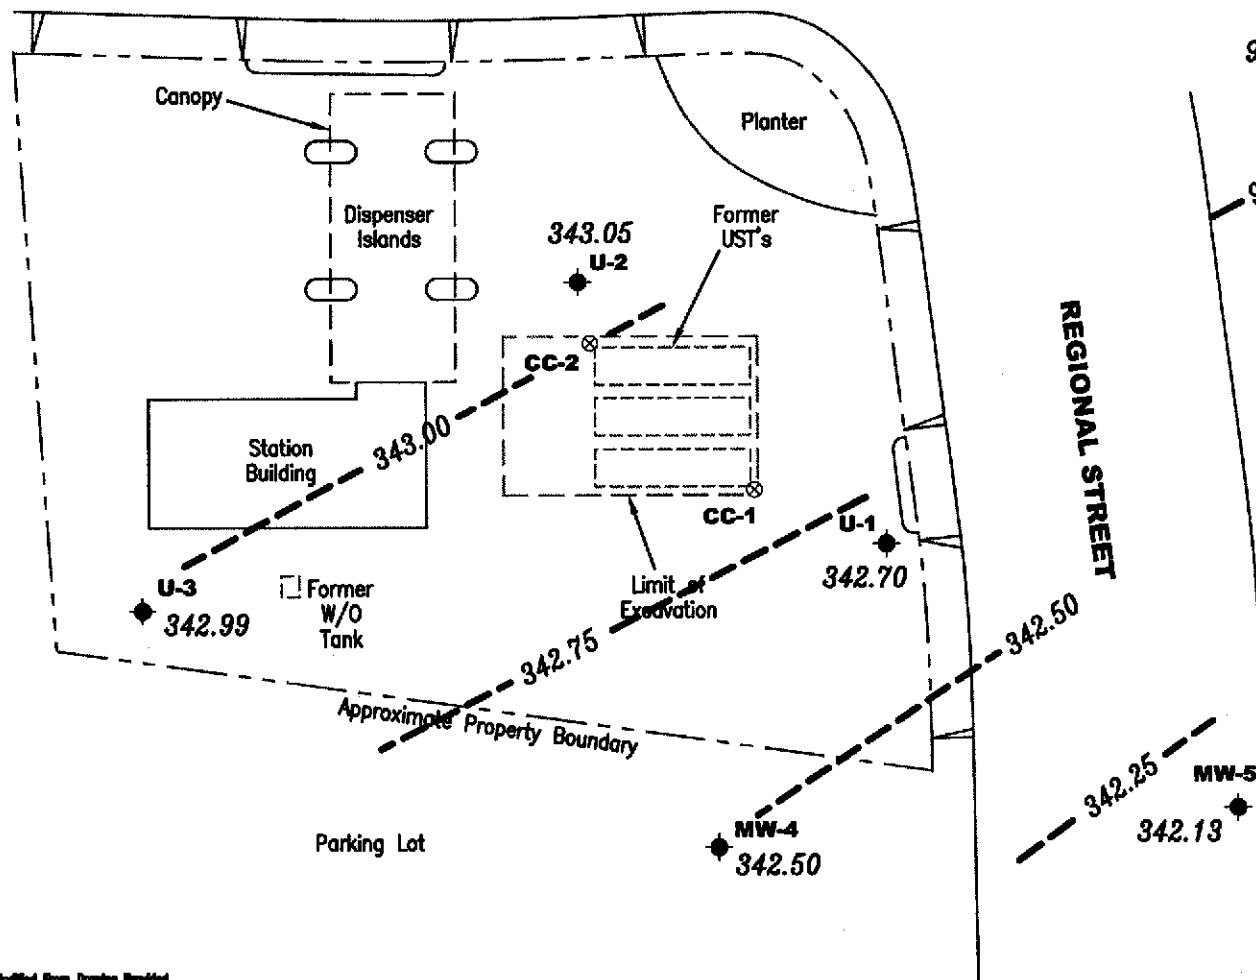 Canopy
Planter
Dispenser
Islands
Former
UST's
343.05
U-2
REGIONAL STREET
CC-2
343.00
Station
Building
CC-1
U-1
342.70
U-3
342.99
Former
W/O
Tank
Limit of
Excavation
342.75
342.50
Approximate Property Boundary
342.25
MW-5
342.13
MW-4
342.50
Parking Lot